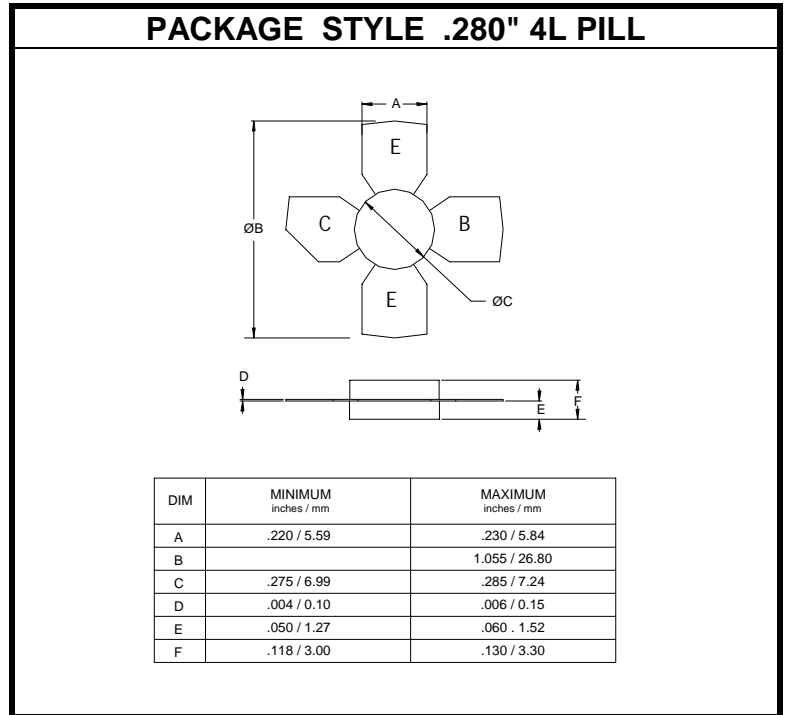 PACKAGE STYLE .280" 4L PILL
A
E
ØB
C
B
E
ØC
D
E
F
DIM MINIMUM MAXIMUM
inches / mm inches / mm
A .220 / 5.59 .230 / 5.84
B 1.055 / 26.80
C .275 / 6.99 .285 / 7.24
D .004 / 0.10 .006 / 0.15
E .050 / 1.27 .060 . 1.52
F .118 / 3.00 .130 / 3.30